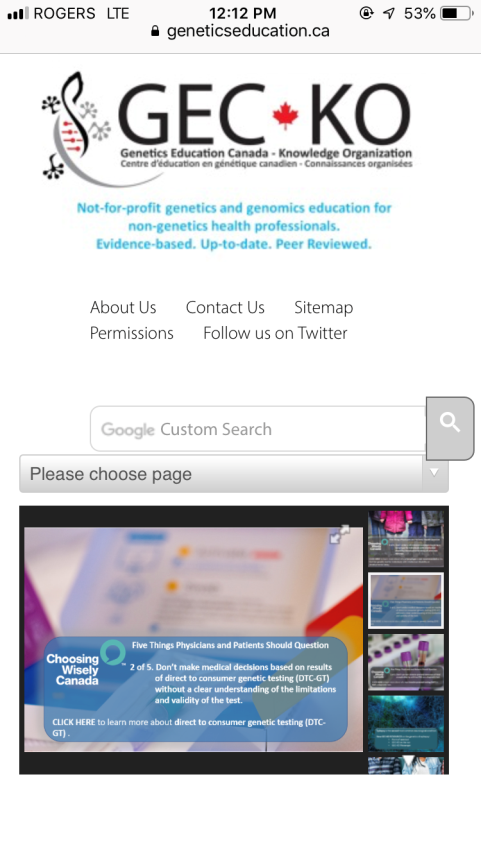 ROGERS LTE 12:12 PM 53%
geneticseducation.ca
GEC KO
Genetics Education Canada - Knowledge Organization
Centre d'éducation en génétique canadien - Connaissances organisées
Not-for-profit genetics and genomics education for
non-genetics health professionals.
Evidence-based. Up-to-date. Peer Reviewed.
About Us Contact Us Sitemap
Permissions Follow us on Twitter
Google Custom Search
Please choose page
Choosing
Wisely
Canada
Five Things Physicians and Patients Should Question
2 of 5. Don't make medical decisions based on results
of direct to consumer genetic testing (DTC-GT)
without a clear understanding of the limitations
and validity of the test.
CLICK HERE to learn more about direct to consumer genetic testing (DTC-
GT) .